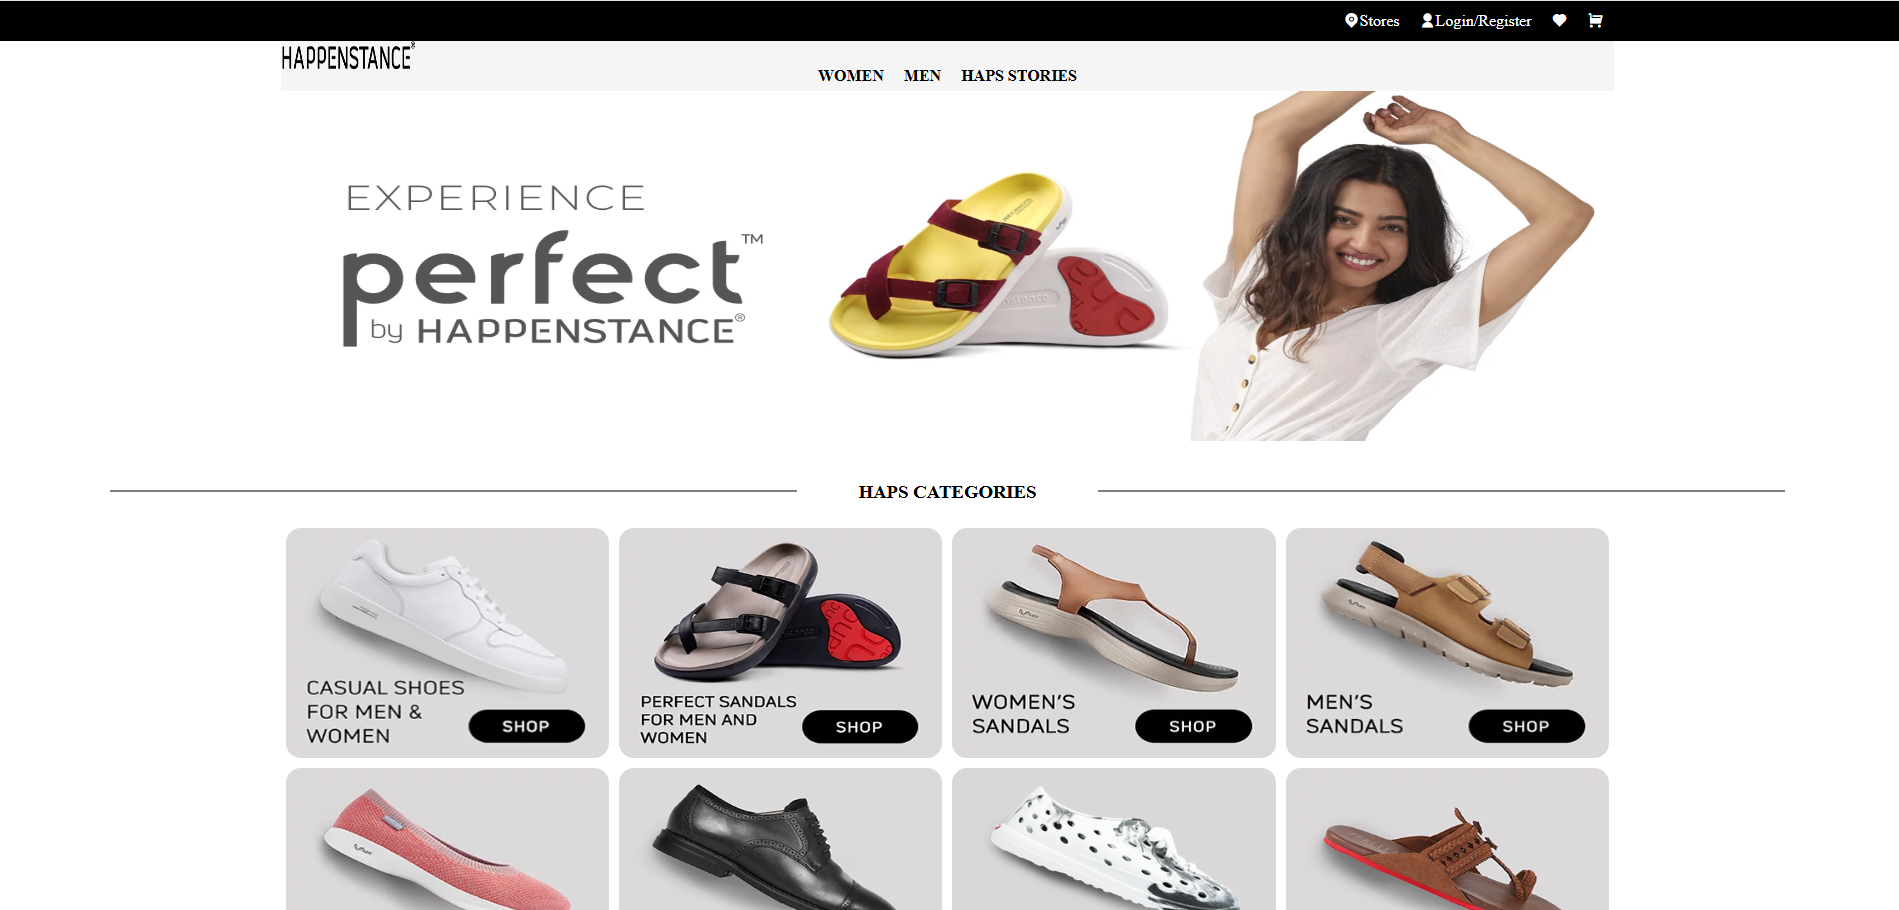 Stores Login/Register
HAPPENSTANCE®
WOMEN MEN HAPS STORIES
EXPERIENCE
perfect™
by HAPPENSTANCE®
HAPS CATEGORIES
CASUAL SHOES
FOR MEN &
WOMEN
SHOP
PERFECT SANDALS
FOR MEN AND
WOMEN
SHOP
WOMEN'S
SANDALS
SHOP
MEN'S
SANDALS
SHOP